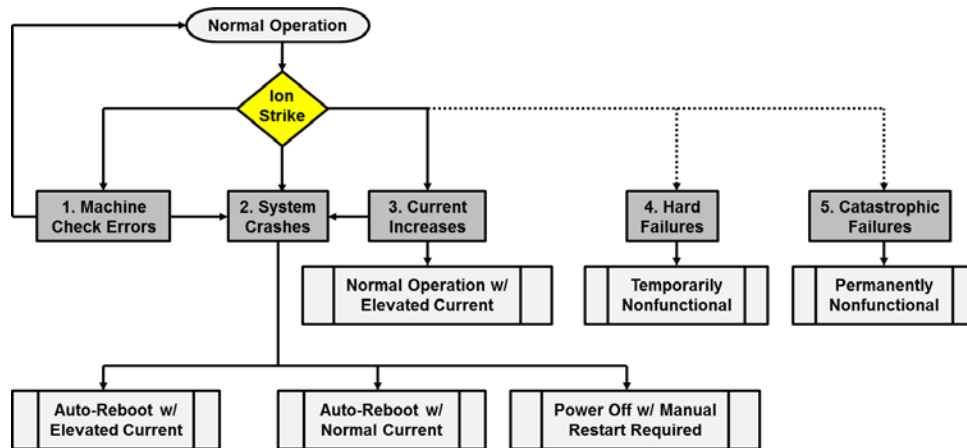 Normal Operation
Ion
Strike
1. Machine
Check Errors
2. System
Crashes
3. Current
Increases
4. Hard
Failures
5. Catastrophic
Failures
Normal Operation w/
Elevated Current
Temporarily
Nonfunctional
Permanently
Nonfunctional
Auto-Reboot w/
Elevated Current
Auto-Reboot w/
Normal Current
Power Off w/ Manual
Restart Required